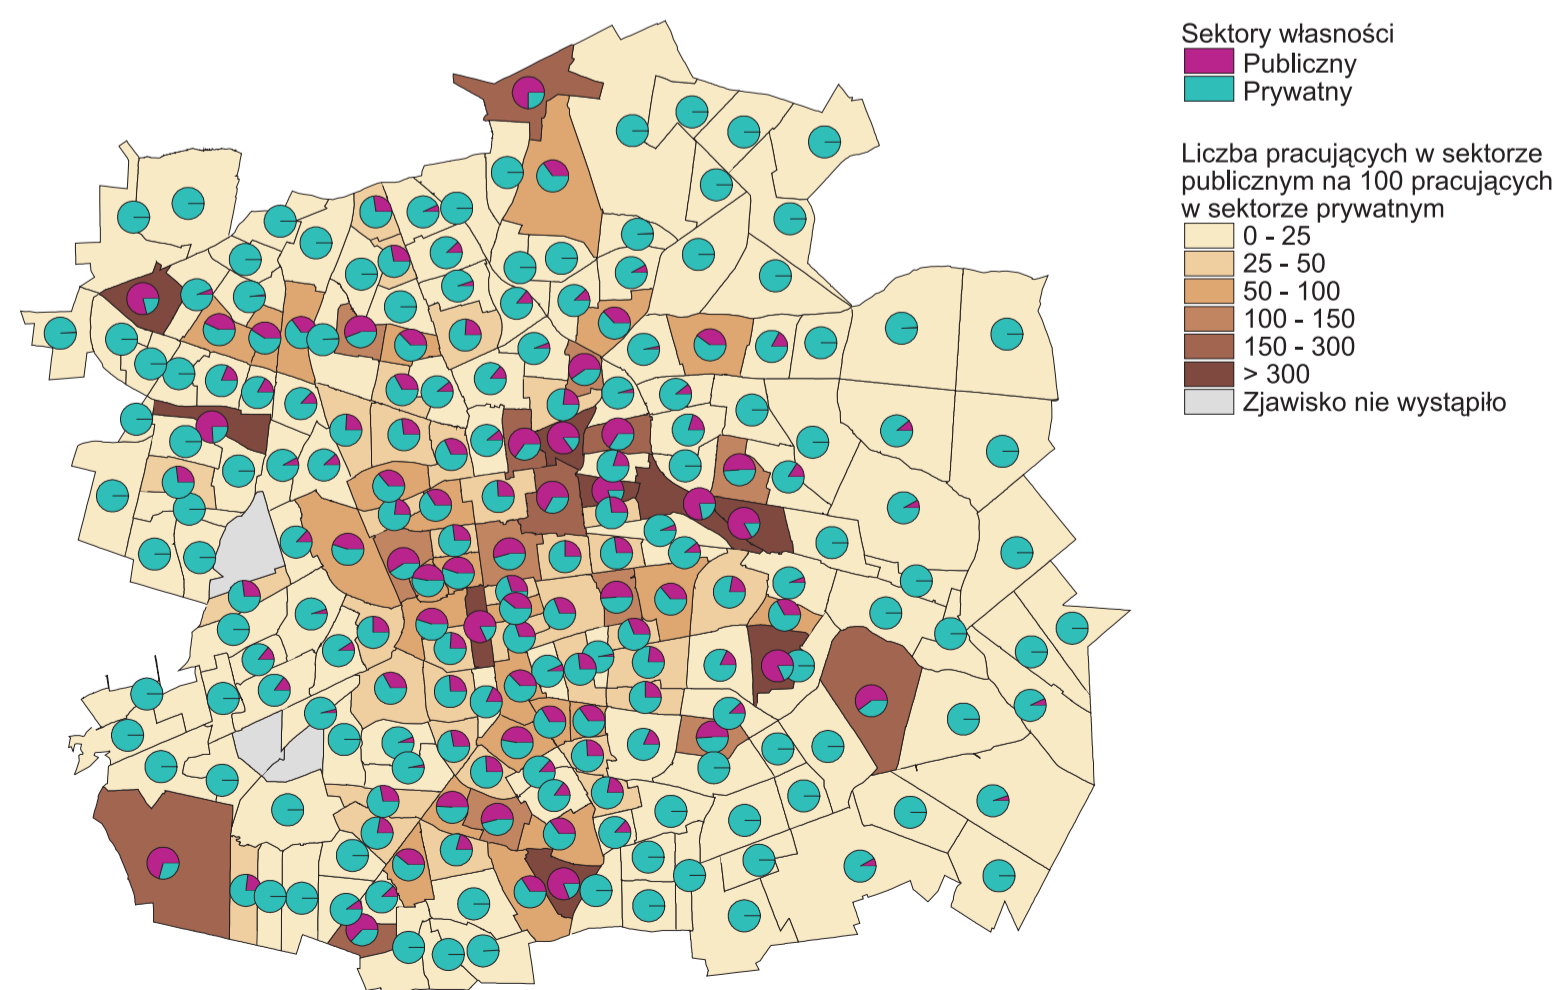 Sektory własności
Publiczny
Prywatny
Liczba pracujących w sektorze
publicznym na 100 pracujących
w sektorze prywatnym
0 - 25
25 - 50
50 - 100
100 - 150
150 - 300
> 300
Zjawisko nie wystąpiło